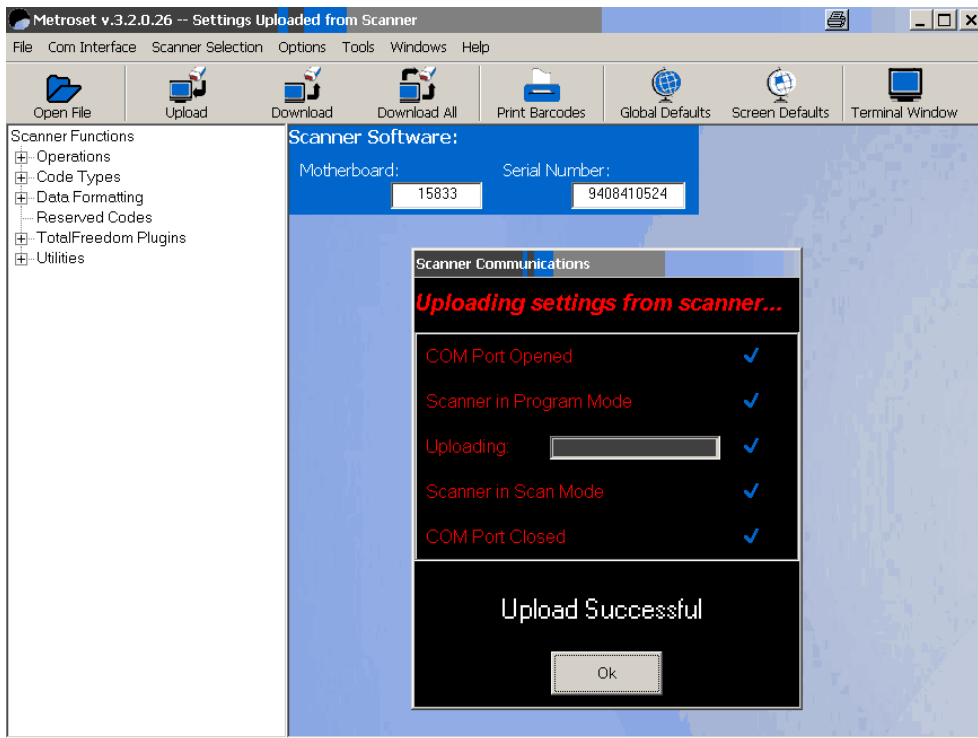 Metroset v.3.2.0.26 -- Settings Uploaded from Scanner
File Com Interface Scanner Selection Options Tools Windows Help
Open File Upload Download Download All Print Barcodes Global Defaults Screen Defaults Terminal Window
Scanner Functions
Operations
Code Types
Data Formatting
Reserved Codes
TotalFreedom Plugins
Utilities
Scanner Software:
Motherboard: Serial Number:
15833 9408410524
Scanner Communications
Uploading settings from scanner...
COM Port Opened
Scanner in Program Mode
Uploading:
Scanner in Scan Mode
COM Port Closed
Upload Successful
Ok